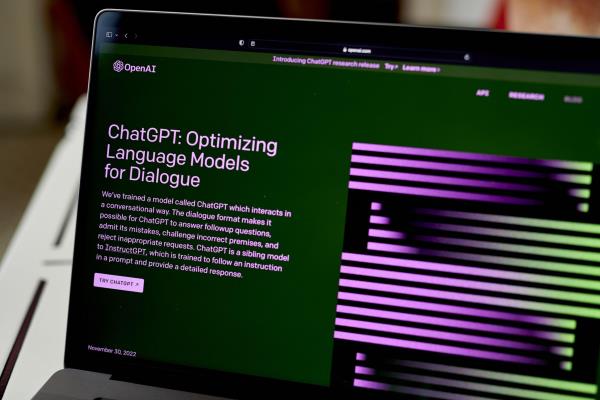 openai.com
Introducing ChatGPT research release Try↗ Learn more›
OpenAI
API RESEARCH BLOG
ChatGPT: Optimizing
Language Models
for Dialogue
We've trained a model called ChatGPT which interacts in
a conversational way. The dialogue format makes it
possible for ChatGPT to answer followup questions,
admit its mistakes, challenge incorrect premises, and
reject inappropriate requests. ChatGPT is a sibling model
to InstructGPT, which is trained to follow an instruction
in a prompt and provide a detailed response.
TRY CHATGPT ↗
November 30, 2022